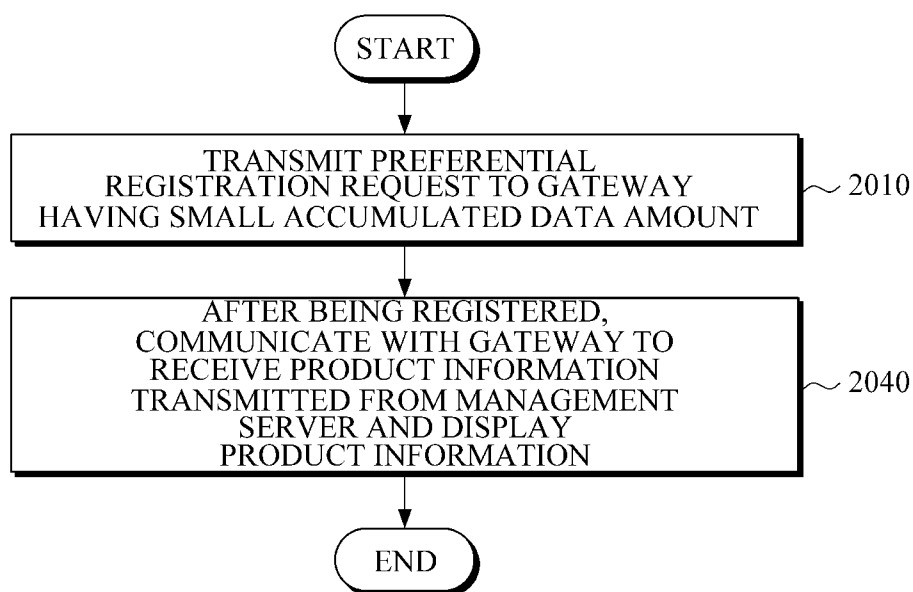 START
TRANSMIT PREFERENTIAL
REGISTRATION REQUEST TO GATEWAY
HAVING SMALL ACCUMULATED DATA AMOUNT
2010
AFTER BEING REGISTERED,
COMMUNICATE WITH GATEWAY TO
RECEIVE PRODUCT INFORMATION
TRANSMITTED FROM MANAGEMENT
SERVER AND DISPLAY
PRODUCT INFORMATION
2040
END